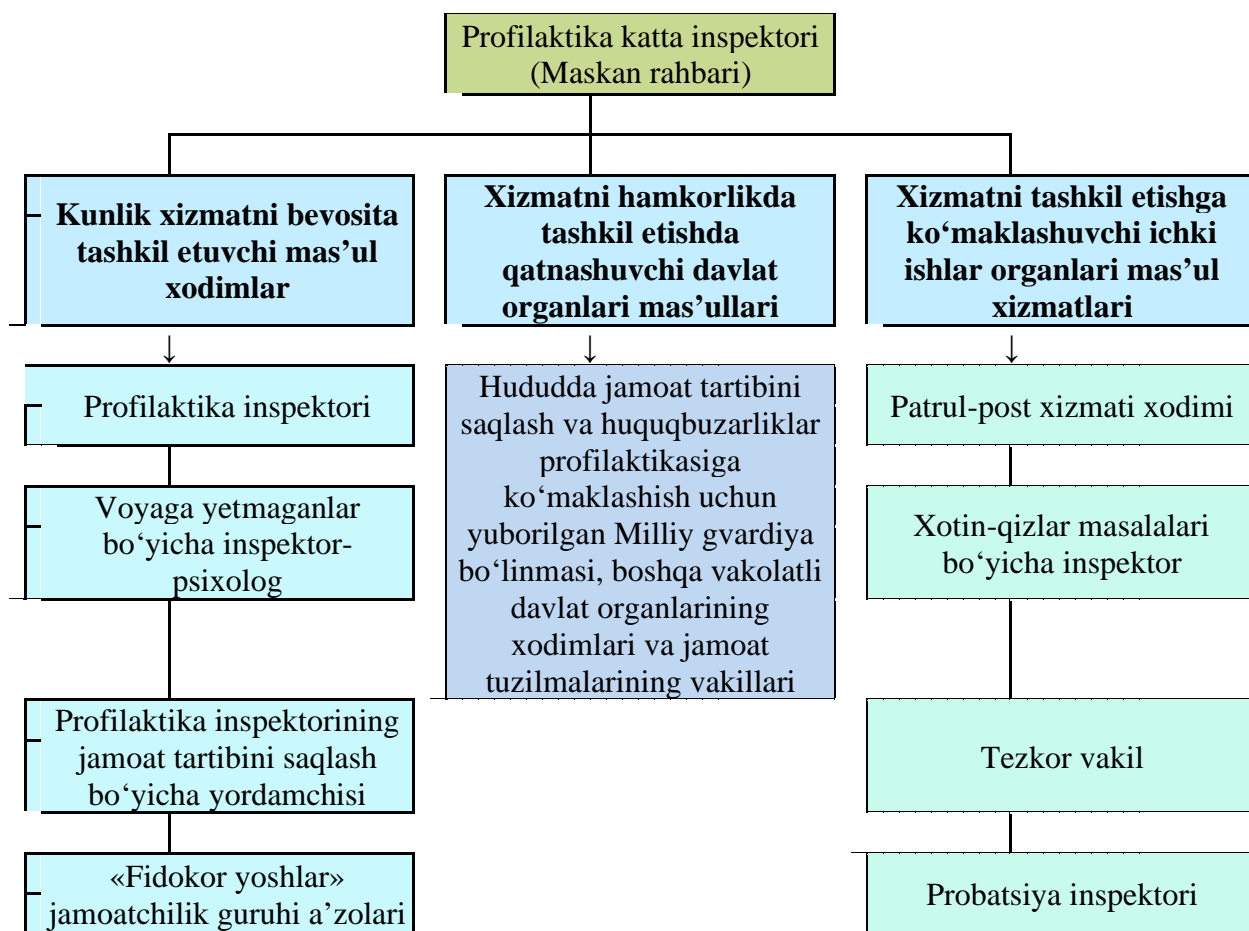 Profilaktika katta inspektori
(Maskan rahbari)
Kunlik xizmatni bevosita
tashkil etuvchi mas’ul
xodimlar
Xizmatni hamkorlikda
tashkil etishda
qatnashuvchi davlat
organlari mas’ullari
Xizmatni tashkil etishga
ko‘maklashuvchi ichki
ishlar organlari mas’ul
xizmatlari
↓
↓
↓
Profilaktika inspektori
Voyaga yetmaganlar
bo‘yicha inspektor-
psixolog
Profilaktika inspektorining
jamoat tartibini saqlash
bo‘yicha yordamchisi
«Fidokor yoshlar»
jamoatchilik guruhi a’zolari
Hududda jamoat tartibini
saqlash va huquqbuzarliklar
profilaktikasiga
ko‘maklashish uchun
yuborilgan Milliy gvardiya
bo‘linmasi, boshqa vakolatli
davlat organlarining
xodimlari va jamoat
tuzilmalarining vakillari
Patrul-post xizmati xodimi
Xotin-qizlar masalalari
bo‘yicha inspektor
Tezkor vakil
Probatsiya inspektori